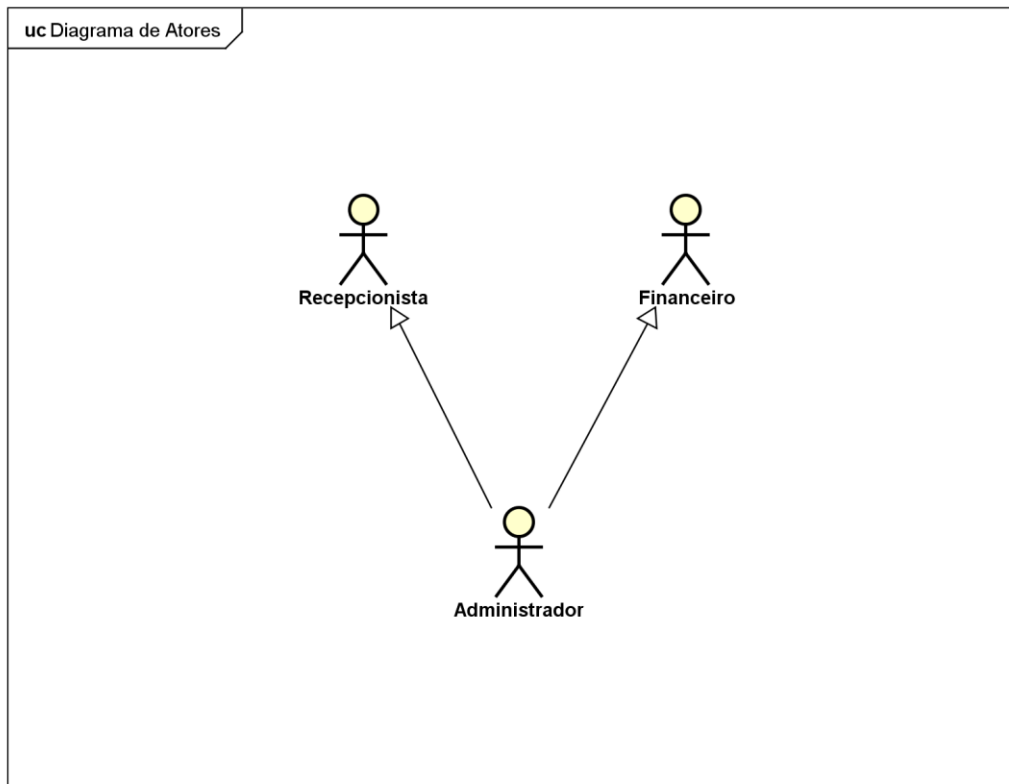 uc Diagrama de Atores
Recepcionista
Financeiro
Administrador